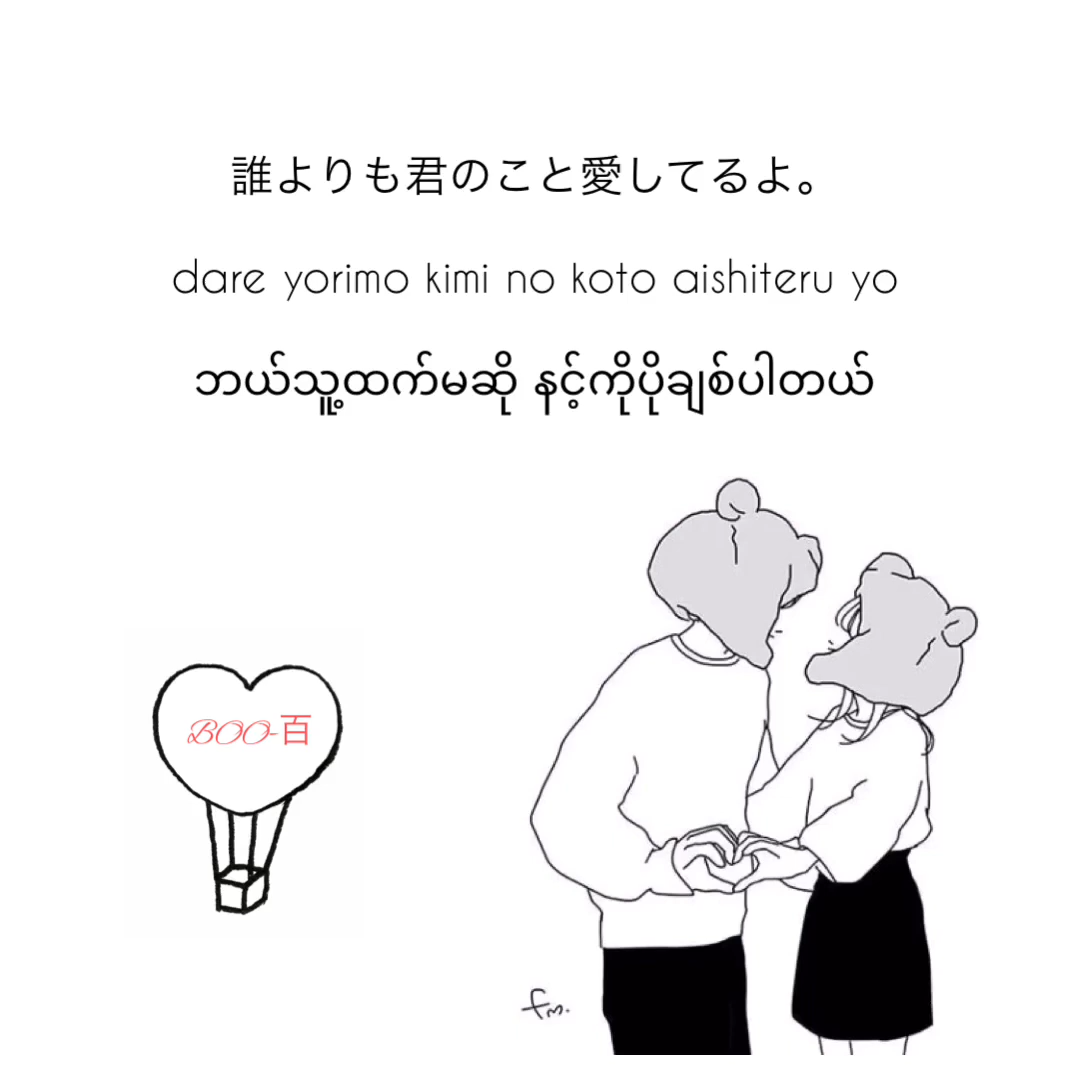 誰よりも君のこと愛してるよ。
dare yorimo kimi no koto aishiteru yo
ဘယ်သူ့ထက်မဆို နင့်ကိုပိုချစ်ပါတယ်
BOO-百
fm.